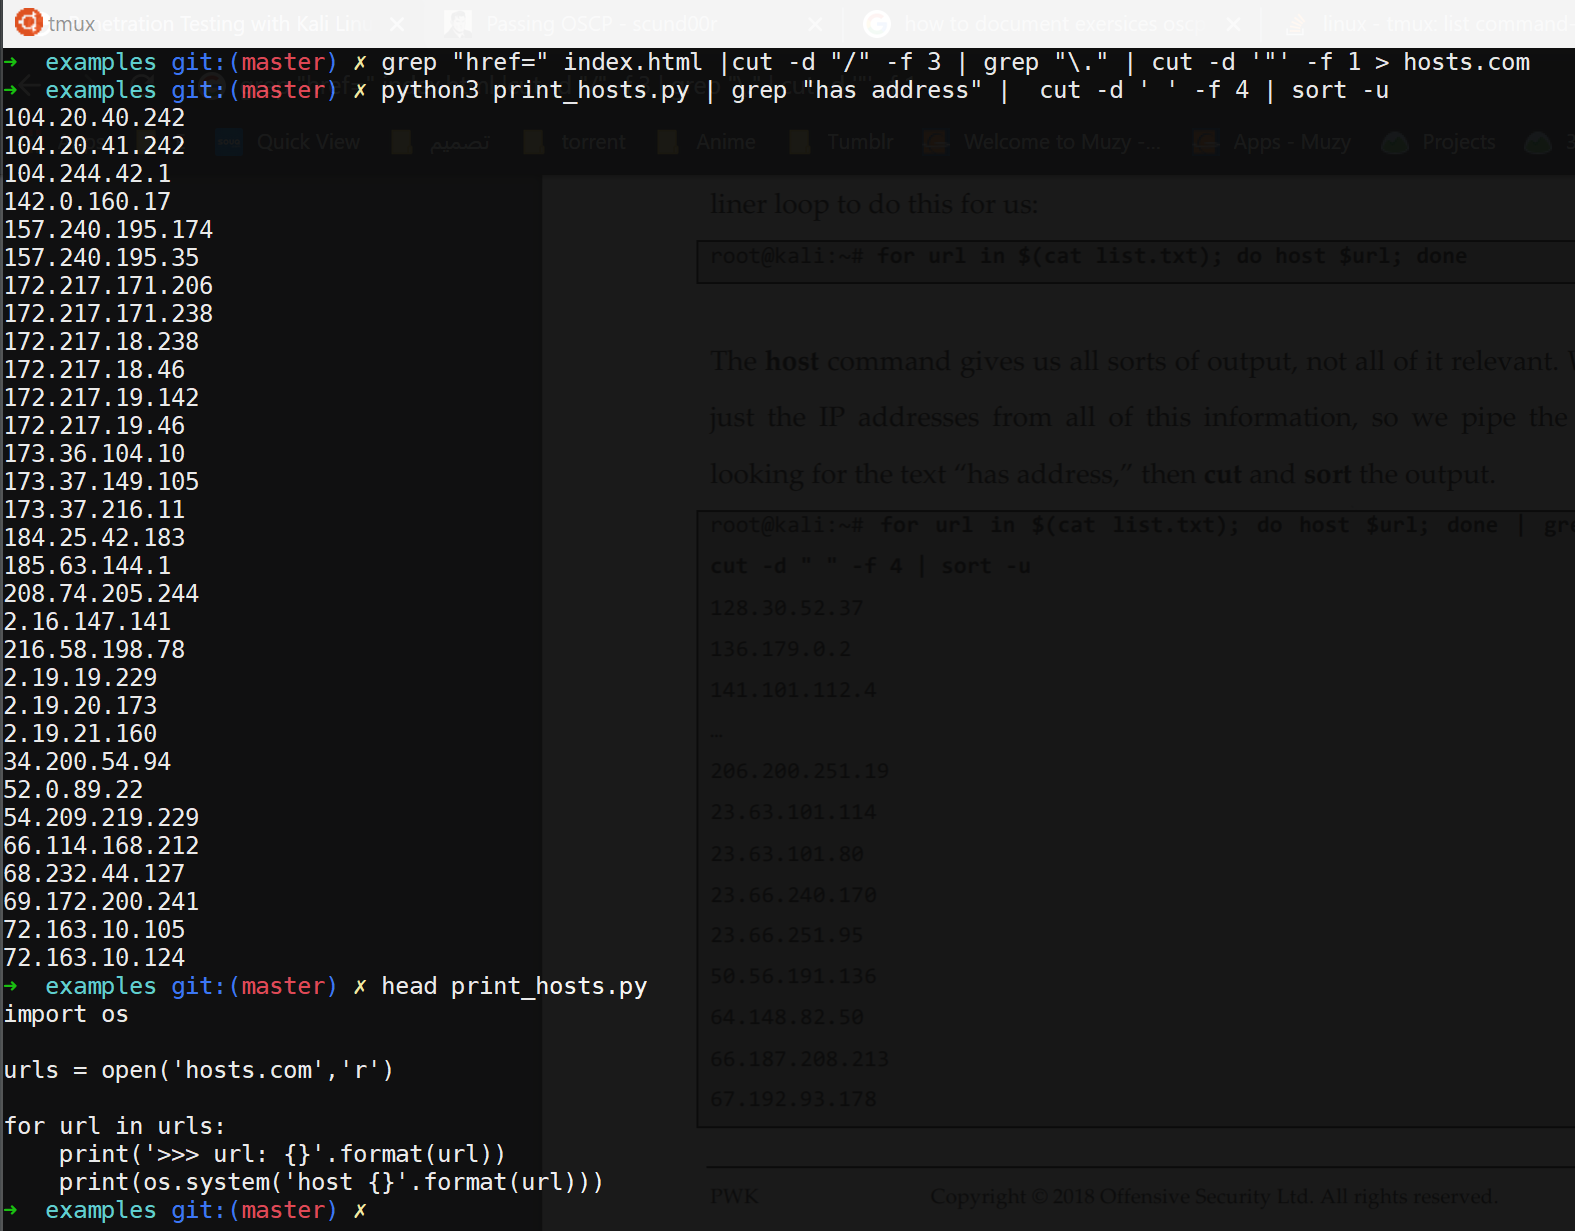 tmux
netration Testing with Kali Lin
Passing OSCP - scund00r
how to document exersices osc
linux - tmux: list command-
➜  examples git:(master) ✗ grep "href=" index.html |cut -d "/" -f 3 | grep "\." | cut -d '"' -f 1 > hosts.com
➜  examples git:(master) ✗ python3 print_hosts.py | grep "has address" |  cut -d ' ' -f 4 | sort -u
104.20.40.242
104.20.41.242
Quick View
تصميم
torrent
Anime
Tumblr
Welcome to Muzy -...
Apps - Muzy
Projects
104.244.42.1
142.0.160.17
157.240.195.174
157.240.195.35
172.217.171.206
172.217.171.238
172.217.18.238
172.217.18.46
172.217.19.142
172.217.19.46
173.36.104.10
173.37.149.105
173.37.216.11
184.25.42.183
185.63.144.1
208.74.205.244
2.16.147.141
216.58.198.78
2.19.19.229
2.19.20.173
2.19.21.160
34.200.54.94
52.0.89.22
54.209.219.229
66.114.168.212
68.232.44.127
69.172.200.241
72.163.10.105
72.163.10.124
➜  examples git:(master) ✗ head print_hosts.py
import os
urls = open('hosts.com','r')
for url in urls:
    print('>>> url: {}'.format(url))
    print(os.system('host {}'.format(url)))
➜  examples git:(master) ✗
liner loop to do this for us:
root@kali:~# for url in $(cat list.txt); do host $url; done
The host command gives us all sorts of output, not all of it relevant.
just the IP addresses from all of this information, so we pipe the
looking for the text “has address,” then cut and sort the output.
root@kali:~# for url in $(cat list.txt); do host $url; done | gre
cut -d " " -f 4 | sort -u
128.30.52.37
136.179.0.2
141.101.112.4
…
206.200.251.19
23.63.101.114
23.63.101.80
23.66.240.170
23.66.251.95
50.56.191.136
64.148.82.50
66.187.208.213
67.192.93.178
PWK
Copyright © 2018 Offensive Security Ltd. All rights reserved.